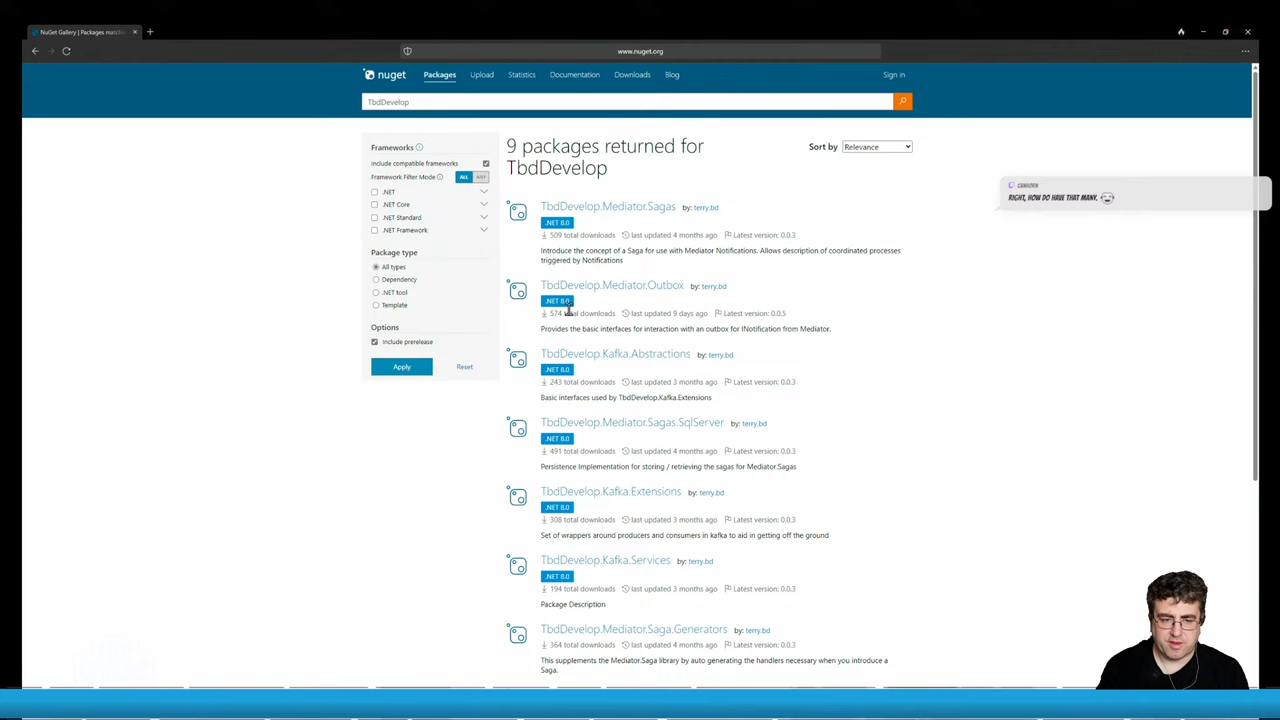 NuGet Gallery | Packages match
www.nuget.org
nuget
Packages
Upload
Statistics
Documentation
Downloads
Blog
Sign in
TbdDevelop
Frameworks
Include compatible frameworks
Framework Filter Mode
ALL
ANY
.NET
.NET Core
.NET Standard
.NET Framework
Package type
All types
Dependency
.NET tool
Template
Options
Include prerelease
Apply
Reset
9 packages returned for
TbdDevelop
Sort by
Relevance
RIGHT, HOW DO HAVE THAT MANY,
TbdDevelop.Mediator.Sagas by: terry.bd
.NET 8.0
509 total downloads last updated 4 months ago Latest version: 0.0.3
Introduce the concept of a Saga for use with Mediator Notifications. Allows description of coordinated processes
triggered by Notifications
TbdDevelop.Mediator.Outbox by: terry.bd
.NET 8.0
574 total downloads last updated 9 days ago Latest version: 0.0.5
Provides the basic interfaces for interaction with an outbox for INotification from Mediator.
TbdDevelop.Kafka.Abstractions by: terry.bd
.NET 8.0
243 total downloads last updated 3 months ago Latest version: 0.0.3
Basic interfaces used by TbdDevelop.Kafka.Extensions
TbdDevelop.Mediator.Sagas.SqlServer by: terry.bd
.NET 8.0
491 total downloads last updated 4 months ago Latest version: 0.0.3
Persistence Implementation for storing / retrieving the sagas for Mediator.Sagas
TbdDevelop.Kafka.Extensions by: terry.bd
.NET 8.0
308 total downloads last updated 3 months ago Latest version: 0.0.3
Set of wrappers around producers and consumers in kafka to aid in getting off the ground
TbdDevelop.Kafka.Services by: terry.bd
.NET 8.0
194 total downloads last updated 3 months ago Latest version: 0.0.3
Package Description
TbdDevelop.Mediator.Saga.Generators by: terry.bd
.NET 8.0
364 total downloads last updated 4 months ago Latest version: 0.0.3
This supplements the Mediator.Saga library by auto generating the handlers necessary when you introduce a
Saga.